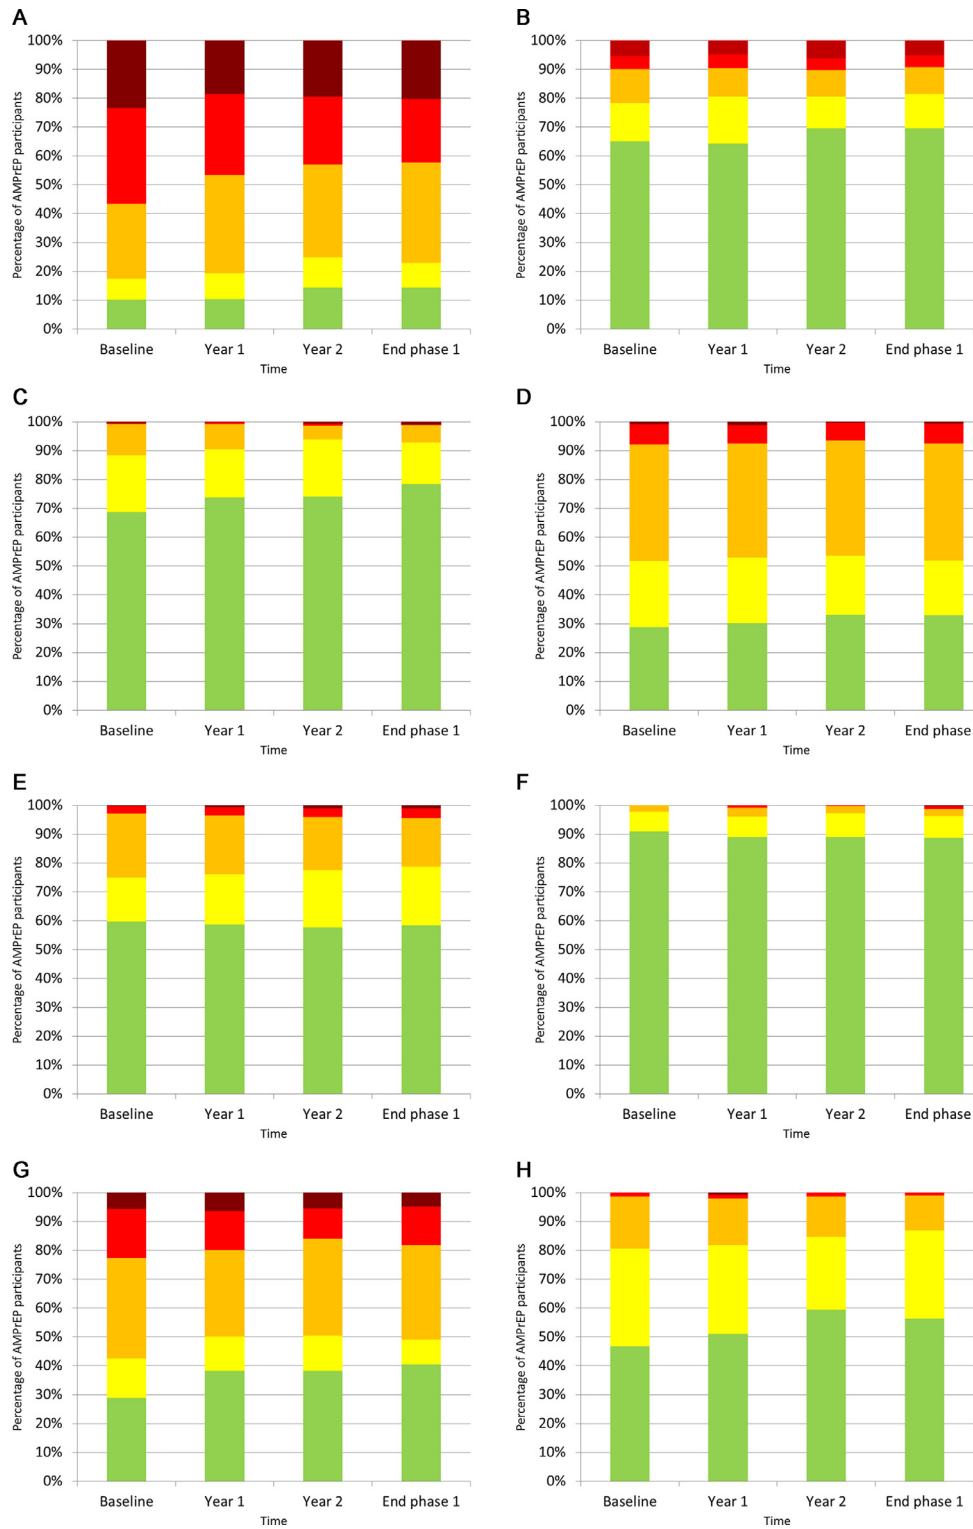 A
Percentage of AMPrEP participants
100%
90%
80%
70%
60%
50%
40%
30%
20%
10%
0%
Baseline Year 1 Year 2 End phase 1
Time
B
Percentage of AMPrEP participants
100%
90%
80%
70%
60%
50%
40%
30%
20%
10%
0%
Baseline Year 1 Year 2 End phase 1
Time
C
Percentage of AMPrEP participants
100%
90%
80%
70%
60%
50%
40%
30%
20%
10%
0%
Baseline Year 1 Year 2 End phase 1
Time
D
Percentage of AMPrEP participants
100%
90%
80%
70%
60%
50%
40%
30%
20%
10%
0%
Baseline Year 1 Year 2 End phase
Time
E
Percentage of AMPrEP participants
100%
90%
80%
70%
60%
50%
40%
30%
20%
10%
0%
Baseline Year 1 Year 2 End phase 1
Time
F
Percentage of AMPrEP participants
100%
90%
80%
70%
60%
50%
40%
30%
20%
10%
0%
Baseline Year 1 Year 2 End phase
Time
G
Percentage of AMPrEP participants
100%
90%
80%
70%
60%
50%
40%
30%
20%
10%
0%
Baseline Year 1 Year 2 End phase 1
Time
H
Percentage of AMPrEP participants
100%
90%
80%
70%
60%
50%
40%
30%
20%
10%
0%
Baseline Year 1 Year 2 End phase 1
Time